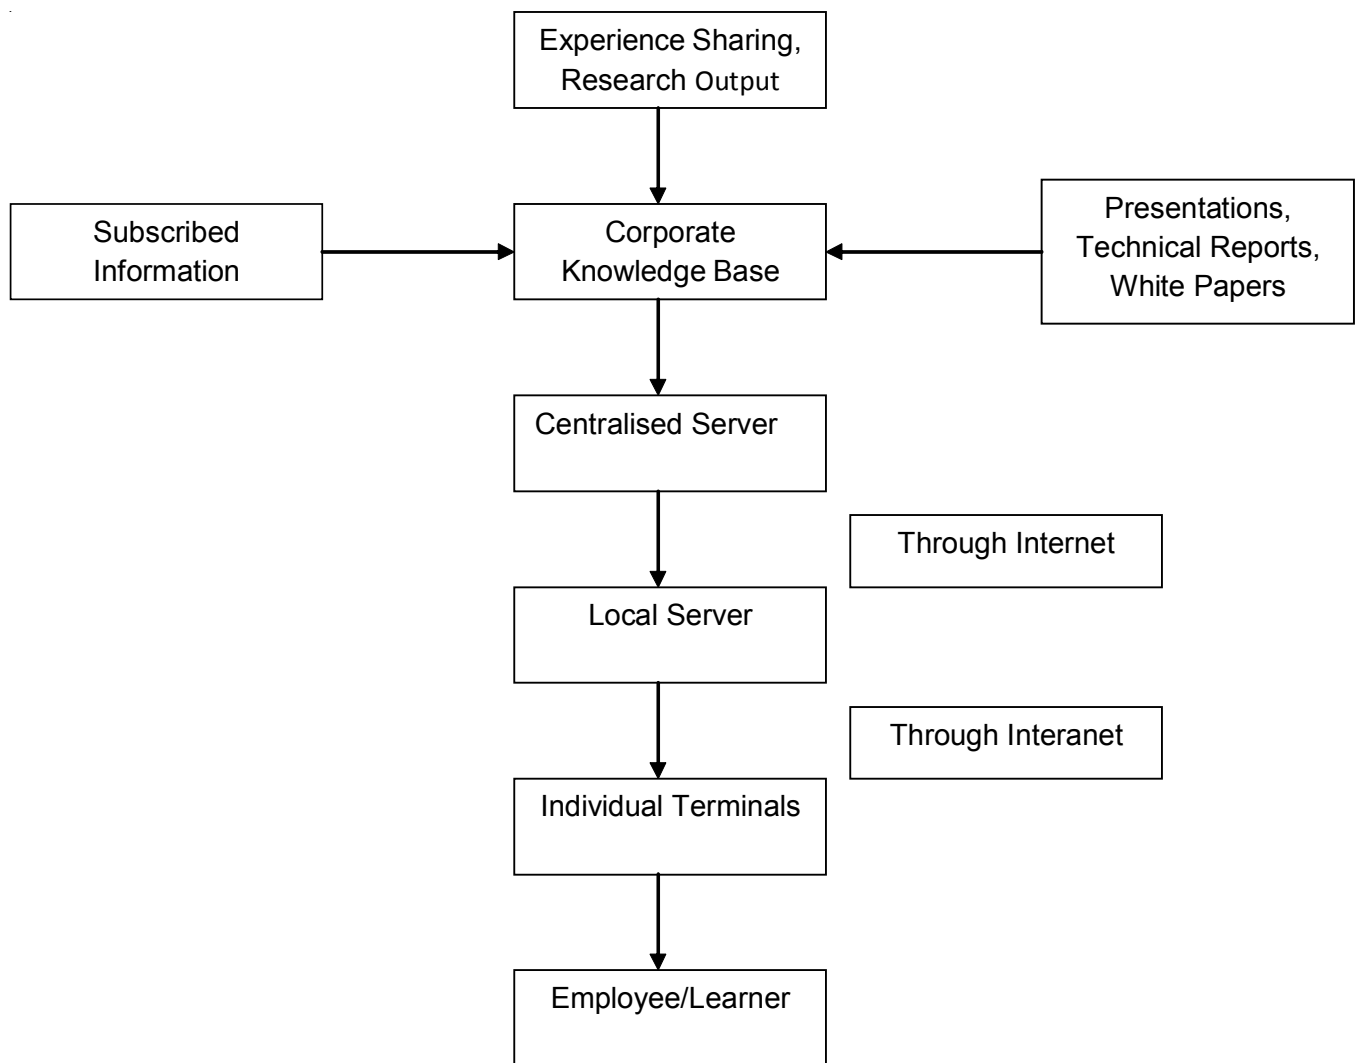 Experience Sharing,
Research Output
Subscribed
Information
Corporate
Knowledge Base
Presentations,
Technical Reports,
White Papers
Centralised Server
Through Internet
Local Server
Through Interanet
Individual Terminals
Employee/Learner